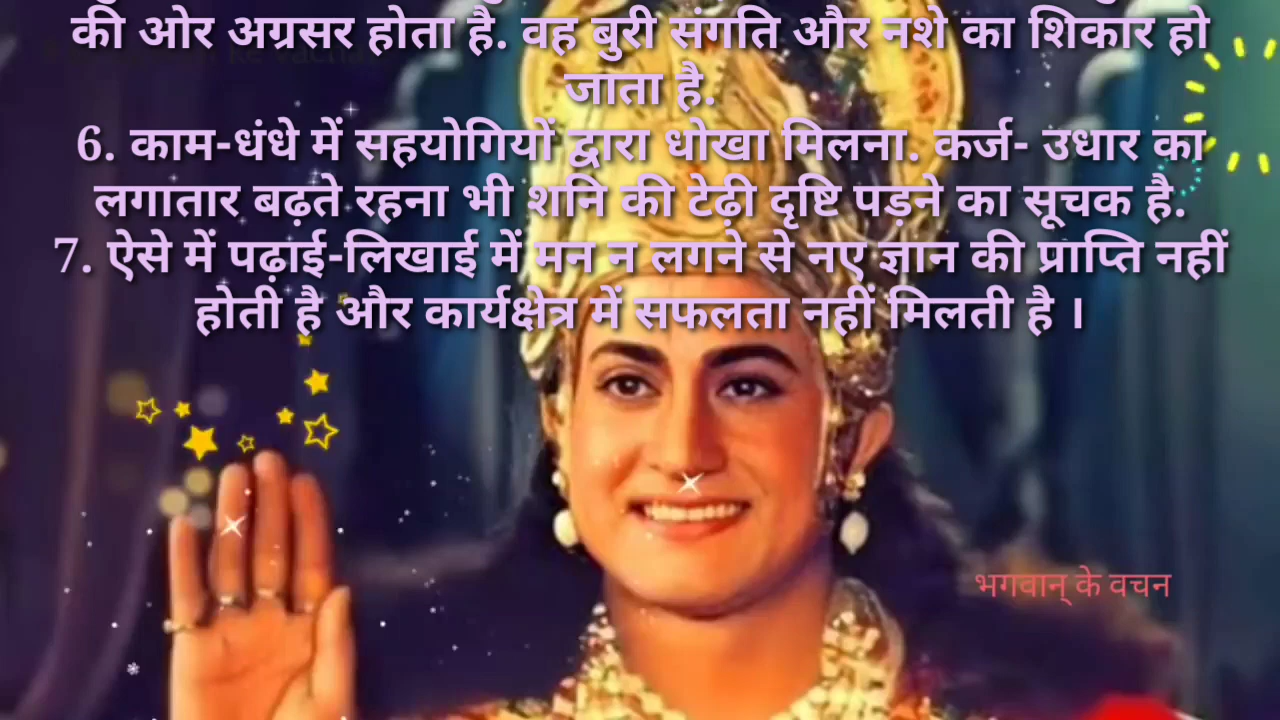 की ओर अग्रसर होता है. वह बुरी संगति और नशे का शिकार हो
जाता है.
6. काम-धंधे में सहयोगियों द्वारा धोखा मिलना. कर्ज- उधार का
लगातार बढ़ते रहना भी शनि की टेढ़ी दृष्टि पड़ने का सूचक है.
7. ऐसे में पढ़ाई-लिखाई में मन न लगने से नए ज्ञान की प्राप्ति नहीं
होती है और कार्यक्षेत्र में सफलता नहीं मिलती है ।
भगवान् के वचन